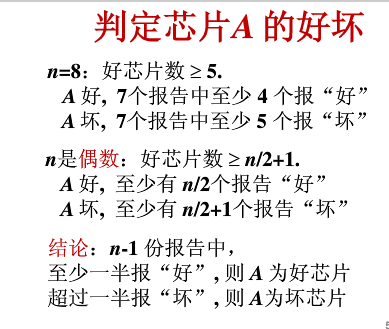 判定芯片A 的好坏
n=8：好芯片数 ≥ 5.
A 好, 7个报告中至少 4 个报“好”
A 坏, 7个报告中至少 5 个报“坏”
n是偶数：好芯片数 ≥ n/2+1.
A 好, 至少有 n/2个报告“好”
A 坏, 至少有 n/2+1个报告“坏”
结论：n-1 份报告中，
至少一半报“好”, 则 A 为好芯片
超过一半报“坏”, 则 A为坏芯片